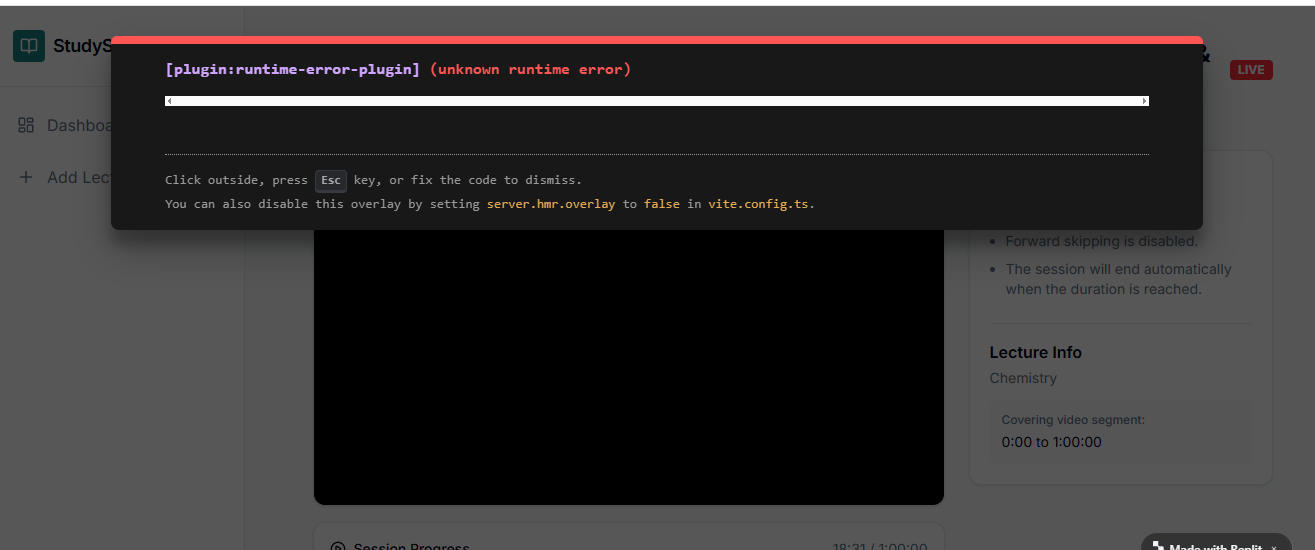 StudyS
[plugin:runtime-error-plugin] (unknown runtime error)
&
LIVE
Dashboa
Click outside, press Esc key, or fix the code to dismiss.
Add Lec
You can also disable this overlay by setting server.hmr.overlay to false in vite.config.ts.
Forward skipping is disabled.
The session will end automatically
when the duration is reached.
Lecture Info
Chemistry
Covering video segment:
0:00 to 1:00:00
Session Progress
18:31 / 1:00:00
Made with Replit